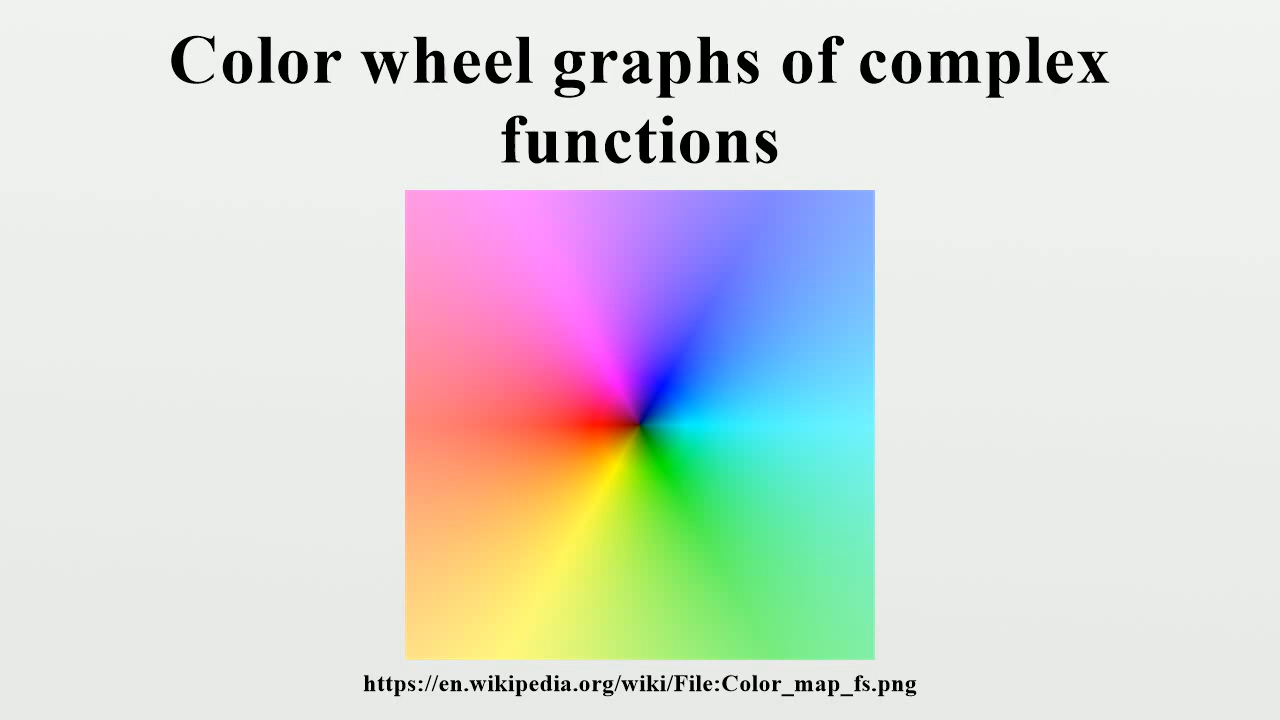 Color wheel graphs of complex
functions
https://en.wikipedia.org/wiki/File:Color_map_fs.png